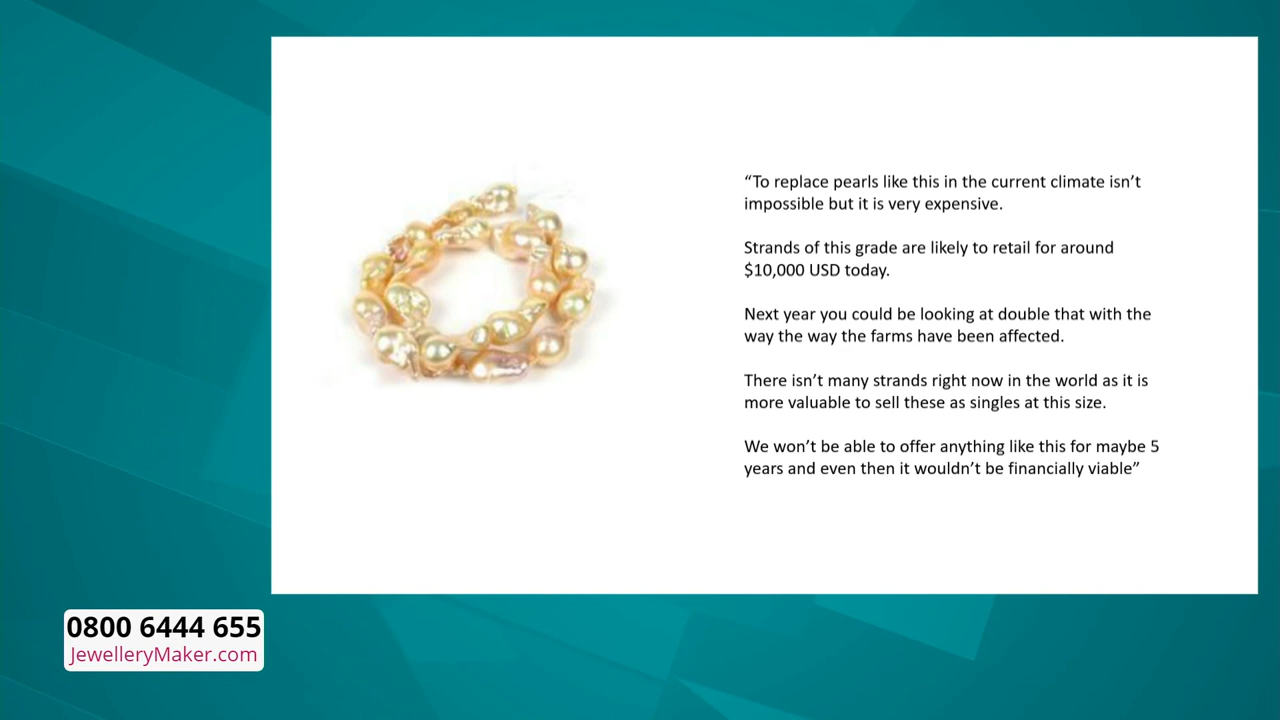 “To replace pearls like this in the current climate isn’t
impossible but it is very expensive.
Strands of this grade are likely to retail for around
$10,000 USD today.
Next year you could be looking at double that with the
way the way the farms have been affected.
There isn’t many strands right now in the world as it is
more valuable to sell these as singles at this size.
We won’t be able to offer anything like this for maybe 5
years and even then it wouldn’t be financially viable”
0800 6444 655
JewelleryMaker.com